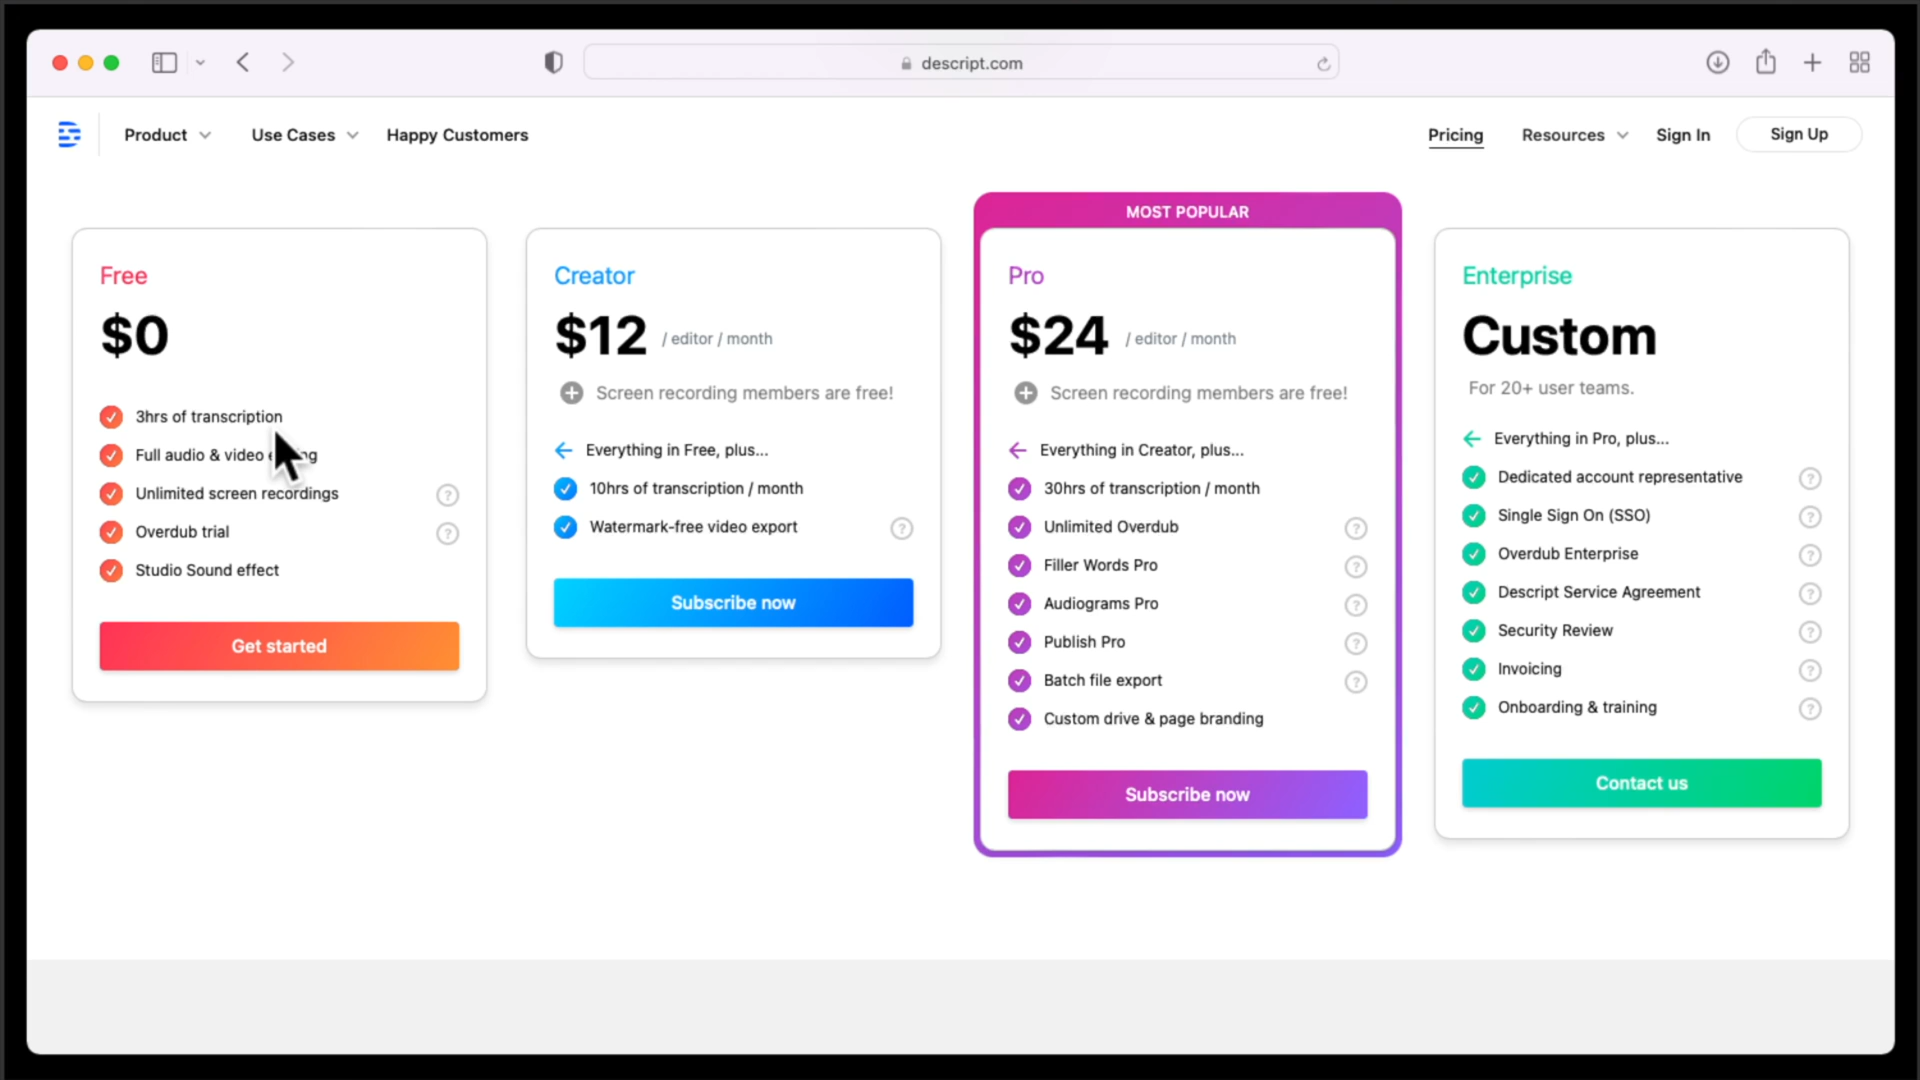 descript.com
Product
Use Cases
Happy Customers
Pricing
Resources
Sign In
Sign Up
Free
$0
3hrs of transcription
Full audio & video
Unlimited screen recordings
Overdub trial
Studio Sound effect
Get started
Creator
$12 / editor / month
Screen recording members are free!
Everything in Free, plus...
10hrs of transcription / month
Watermark-free video export
Subscribe now
MOST POPULAR
Pro
$24 / editor / month
Screen recording members are free!
Everything in Creator, plus...
30hrs of transcription / month
Unlimited Overdub
Filler Words Pro
Audiograms Pro
Publish Pro
Batch file export
Custom drive & page branding
Subscribe now
Enterprise
Custom
For 20+ user teams.
Everything in Pro, plus...
Dedicated account representative
Single Sign On (SSO)
Overdub Enterprise
Descript Service Agreement
Security Review
Invoicing
Onboarding & training
Contact us